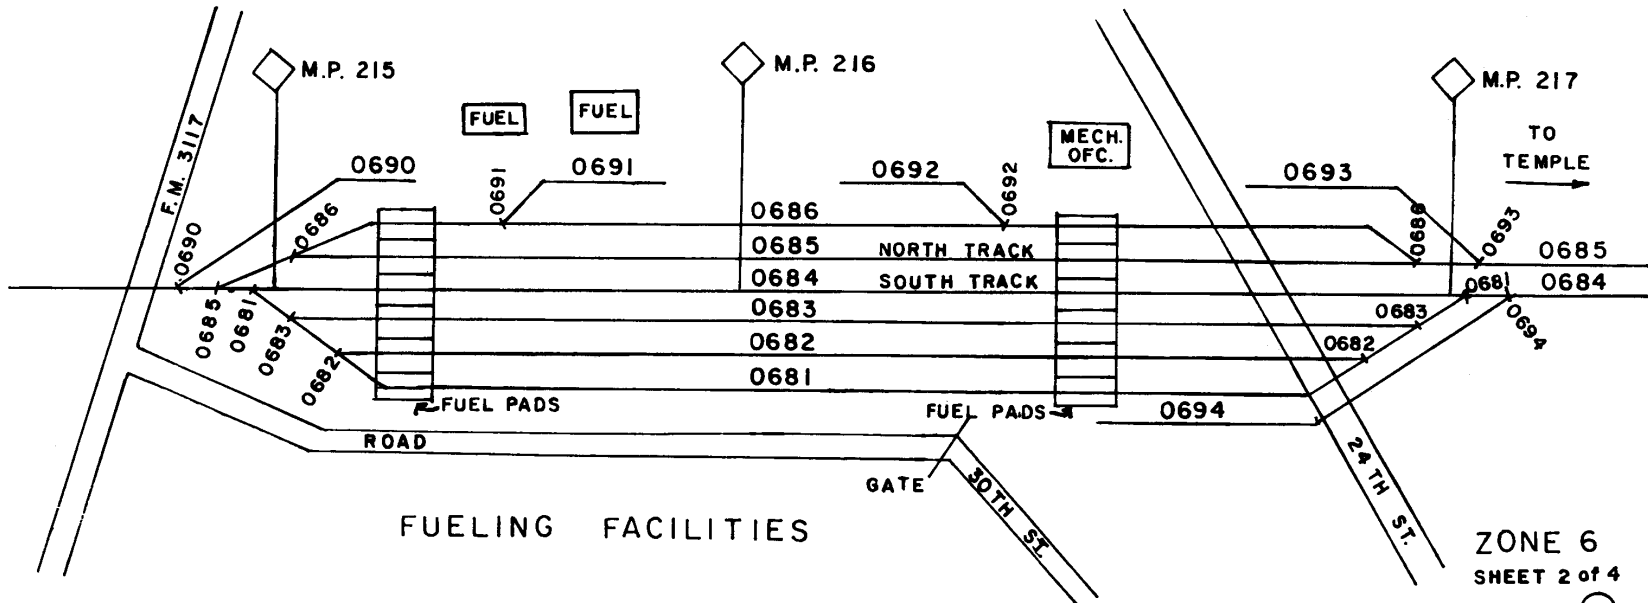 M.P. 215
M.P. 216
M.P. 217
FUEL
FUEL
MECH.
OFC.
TO
TEMPLE
F.M. 3117
0690
0691
0691
0692
0692
0693
0690
0686
0686
0686
0693
0685
NORTH TRACK
0685
0684
SOUTH TRACK
0681
0684
0685
0681
0683
0683
0683
0694
0682
0682
0682
0681
FUEL PADS
FUEL PADS
0694
ROAD
GATE
30TH ST.
24TH ST.
FUELING FACILITIES
ZONE 6
SHEET 2 of 4